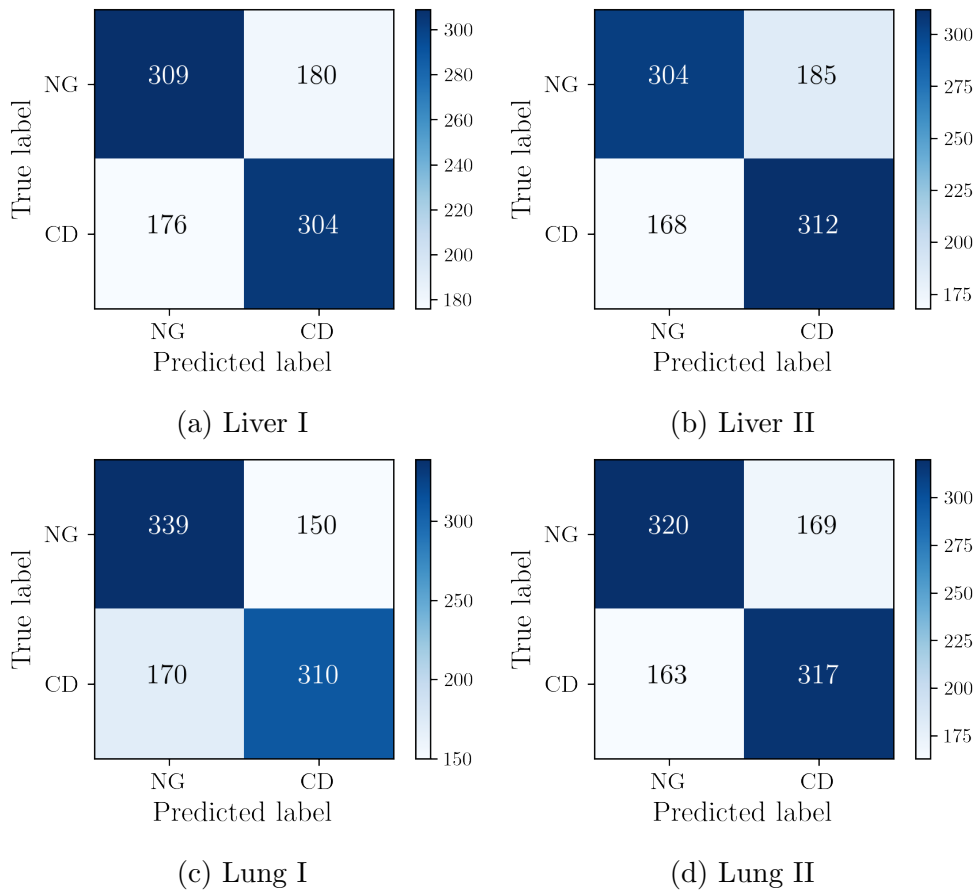 NG
CD
True label
309
180
176
304
NG
CD
Predicted label
300
280
260
240
220
200
180
(a) Liver I
NG
CD
True label
304
185
168
312
NG
CD
Predicted label
300
275
250
225
200
175
(b) Liver II
NG
CD
True label
339
150
170
310
NG
CD
Predicted label
300
250
200
150
(c) Lung I
NG
CD
True label
320
169
163
317
NG
CD
Predicted label
300
275
250
225
200
175
(d) Lung II